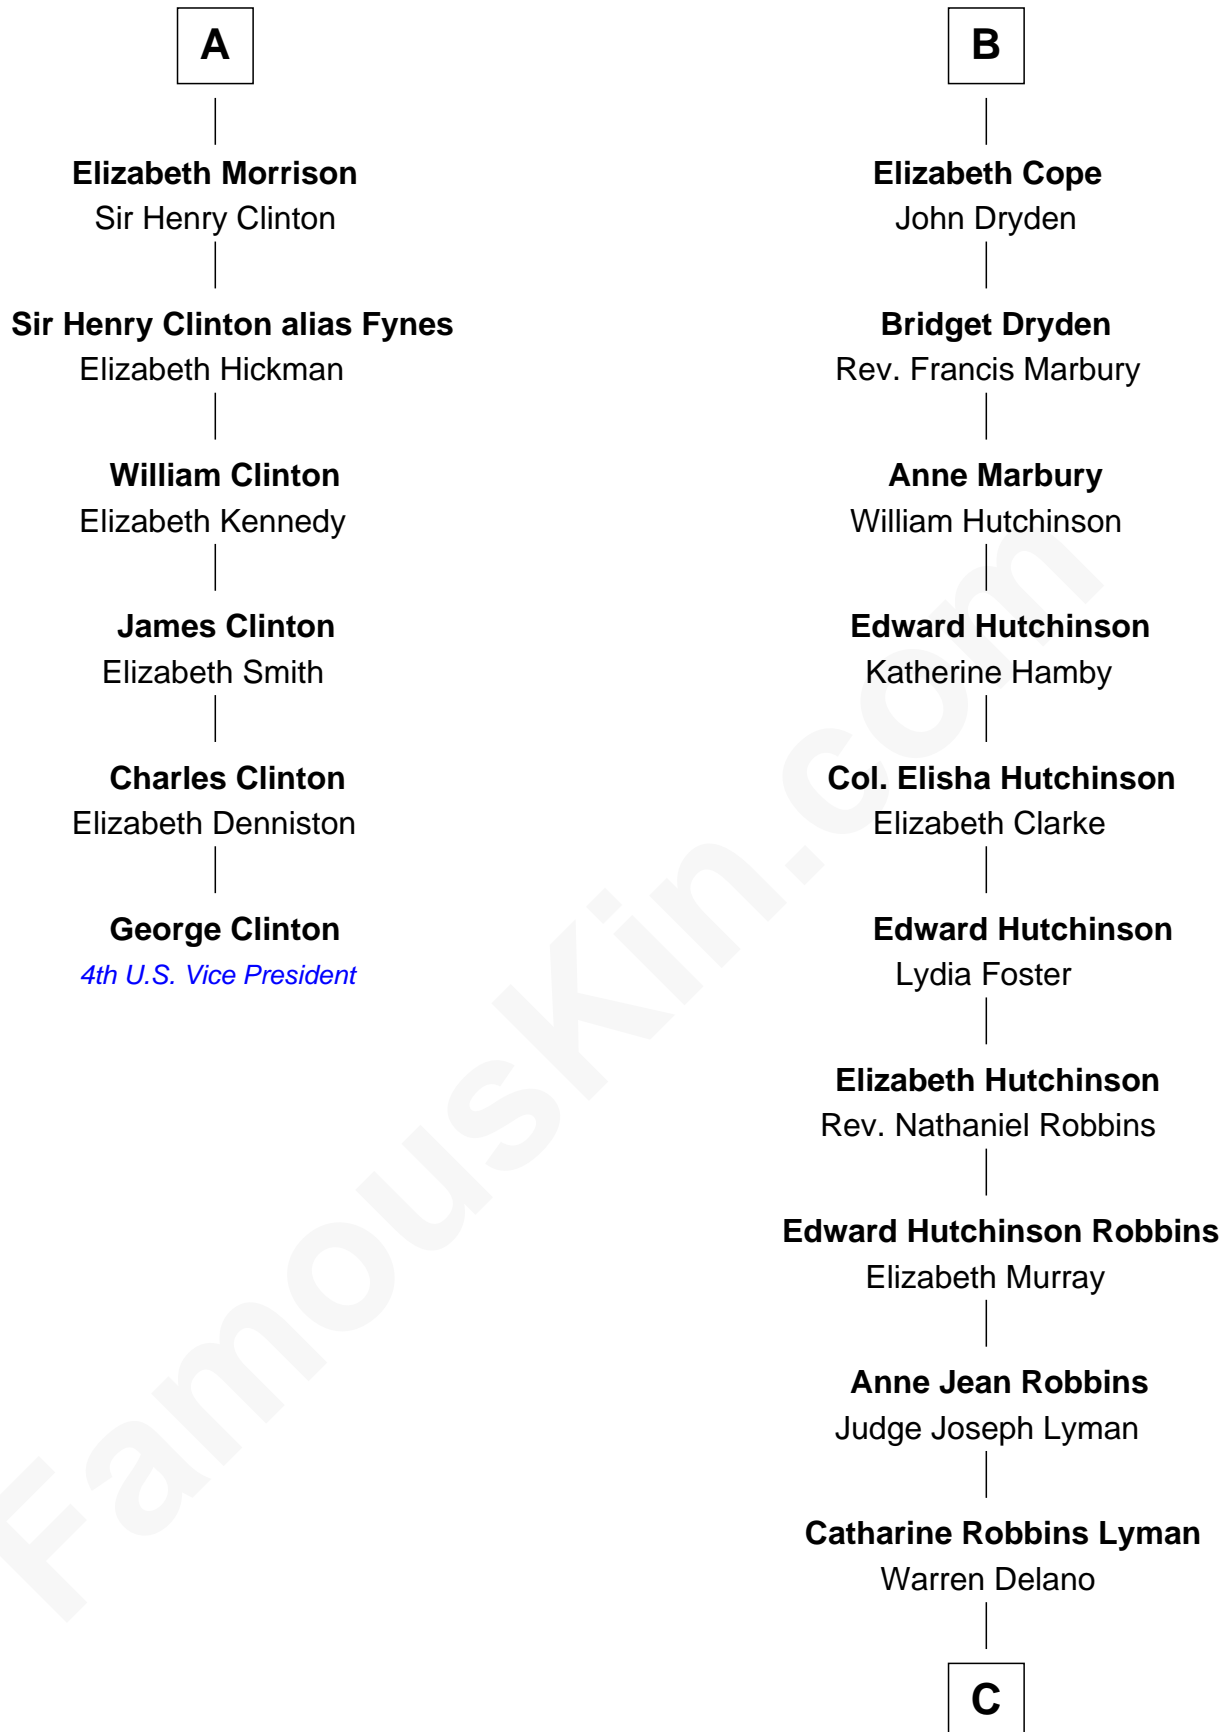 A
Elizabeth Morrison
Sir Henry Clinton
Sir Henry Clinton alias Fynes
Elizabeth Hickman
William Clinton
Elizabeth Kennedy
James Clinton
Elizabeth Smith
Charles Clinton
Elizabeth Denniston
George Clinton
4th U.S. Vice President
B
Elizabeth Cope
John Dryden
Bridget Dryden
Rev. Francis Marbury
Anne Marbury
William Hutchinson
Edward Hutchinson
Katherine Hamby
Col. Elisha Hutchinson
Elizabeth Clarke
Edward Hutchinson
Lydia Foster
Elizabeth Hutchinson
Rev. Nathaniel Robbins
Edward Hutchinson Robbins
Elizabeth Murray
Anne Jean Robbins
Judge Joseph Lyman
Catharine Robbins Lyman
Warren Delano
C
FamousKin.com